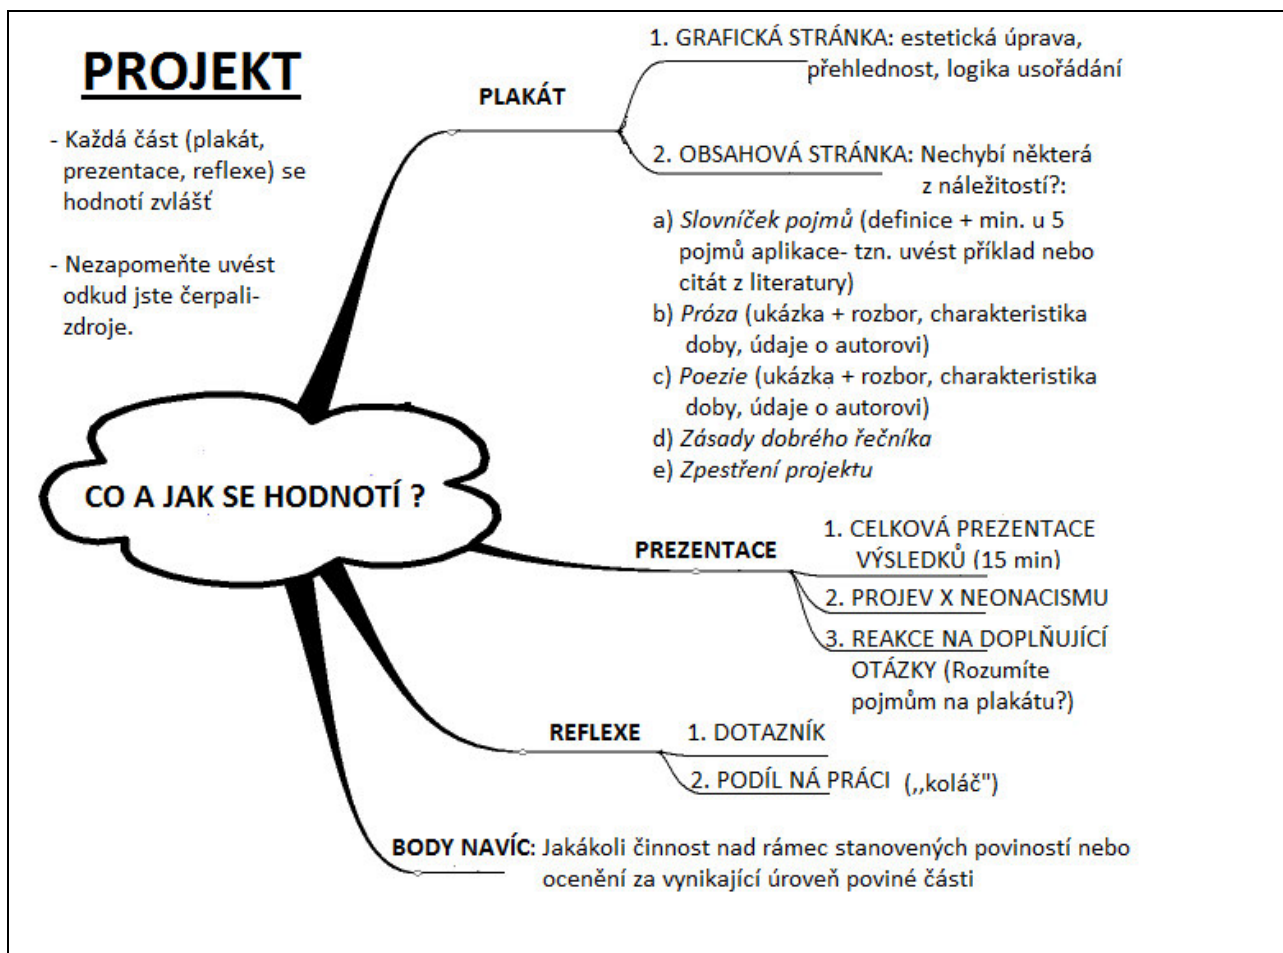 PROJEKT
- Každá část (plakát,
prezentace, reflexe) se
hodnotí zvlášť
- Nezapomeňte uvést
odkud jste čerpali-
zdroje.
CO A JAK SE HODNOTÍ ?
PLAKÁT
1. GRAFICKÁ STRÁNKA: estetická úprava,
přehlednost, logika usořádání
2. OBSAHOVÁ STRÁNKA: Nechybí některá
z náležitostí?:
a) Slovníček pojmů (definice + min. u 5
pojmů aplikace- tzn. uvést příklad nebo
citát z literatury)
b) Próza (ukázka + rozbor, charakteristika
doby, údaje o autorovi)
c) Poezie (ukázka + rozbor, charakteristika
doby, údaje o autorovi)
d) Zásady dobrého řečníka
e) Zpestření projektu
PREZENTACE
1. CELKOVÁ PREZENTACE
VÝSLEDKŮ (15 min)
2. PROJEV X NEONACISMU
3. REAKCE NA DOPLŇUJÍCÍ
OTÁZKY (Rozumíte
pojmům na plakátu?)
REFLEXE
1. DOTAZNÍK
2. PODÍL NÁ PRÁCI (,,koláč")
BODY NAVÍC: Jakákoli činnost nad rámec stanovených poviností nebo
ocenění za vynikající úroveň poviné části